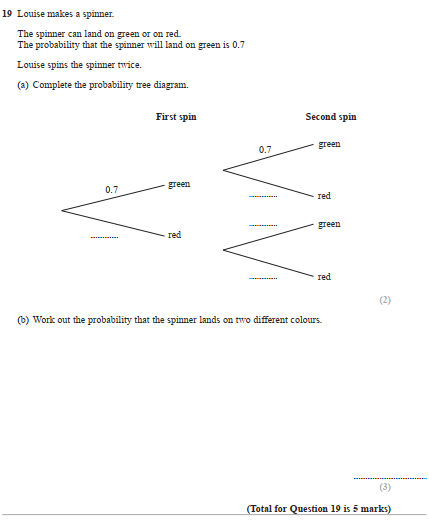 19 Louise makes a spinner.
The spinner can land on green or on red.
The probability that the spinner will land on green is 0.7
Louise spins the spinner twice.
(a) Complete the probability tree diagram.
First spin Second spin
0.7 green
0.7 green
............ red
............ red
............ green
............ red
(2)
(b) Work out the probability that the spinner lands on two different colours.
..............................
(3)
(Total for Question 19 is 5 marks)